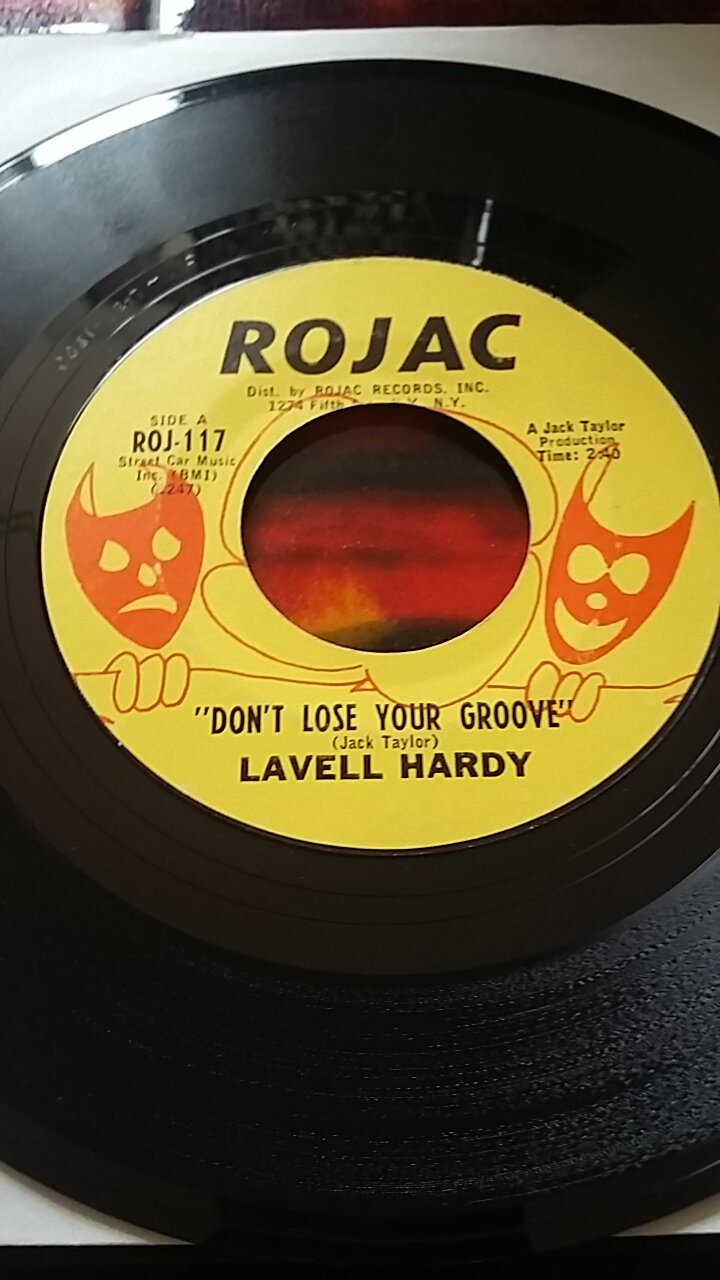 ROJAC
Dist. by ROJAC RECORDS, INC.
1274 Fifth N.Y.
SIDE A
ROJ-117
Street Car Music
Inc. (BMI)
A Jack Taylor
Production
Time: 2:40
"DON'T LOSE YOUR GROOVE"
(Jack Taylor)
LAVELL HARDY